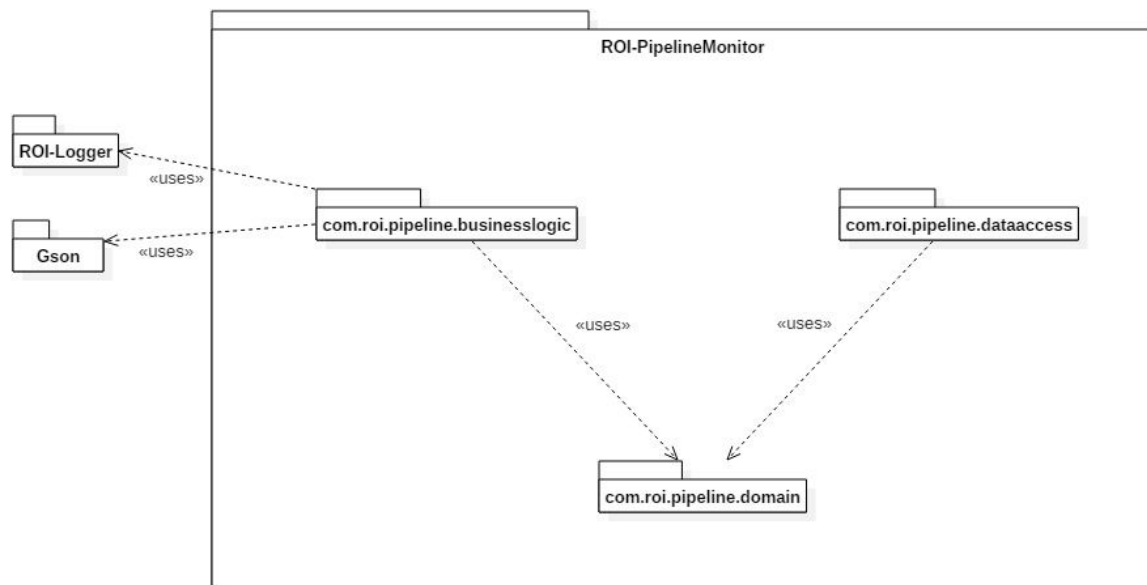 ROI-PipelineMonitor
ROI-Logger
«uses»
com.roi.pipeline.businesslogic
com.roi.pipeline.dataaccess
Gson
«uses»
«uses»
«uses»
com.roi.pipeline.domain